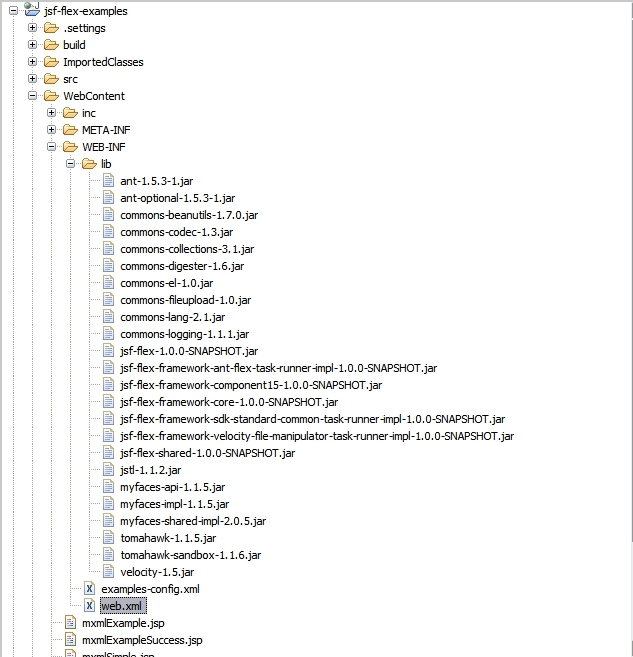 jsf-flex-examples
.settings
build
ImportedClasses
src
WebContent
inc
META-INF
WEB-INF
lib
ant-1.5.3-1.jar
ant-optional-1.5.3-1.jar
commons-beanutils-1.7.0.jar
commons-codec-1.3.jar
commons-collections-3.1.jar
commons-digester-1.6.jar
commons-el-1.0.jar
commons-fileupload-1.0.jar
commons-lang-2.1.jar
commons-logging-1.1.1.jar
jsf-flex-1.0.0-SNAPSHOT.jar
jsf-flex-framework-ant-flex-task-runner-impl-1.0.0-SNAPSHOT.jar
jsf-flex-framework-component15-1.0.0-SNAPSHOT.jar
jsf-flex-framework-core-1.0.0-SNAPSHOT.jar
jsf-flex-framework-sdk-standard-common-task-runner-impl-1.0.0-SNAPSHOT.jar
jsf-flex-framework-velocity-file-manipulator-task-runner-impl-1.0.0-SNAPSHOT.jar
jsf-flex-shared-1.0.0-SNAPSHOT.jar
jstl-1.1.2.jar
myfaces-api-1.1.5.jar
myfaces-impl-1.1.5.jar
myfaces-shared-impl-2.0.5.jar
tomahawk-1.1.5.jar
tomahawk-sandbox-1.1.6.jar
velocity-1.5.jar
examples-config.xml
web.xml
mxmlExample.jsp
mxmlExampleSuccess.jsp
mxmlSimple.jsp